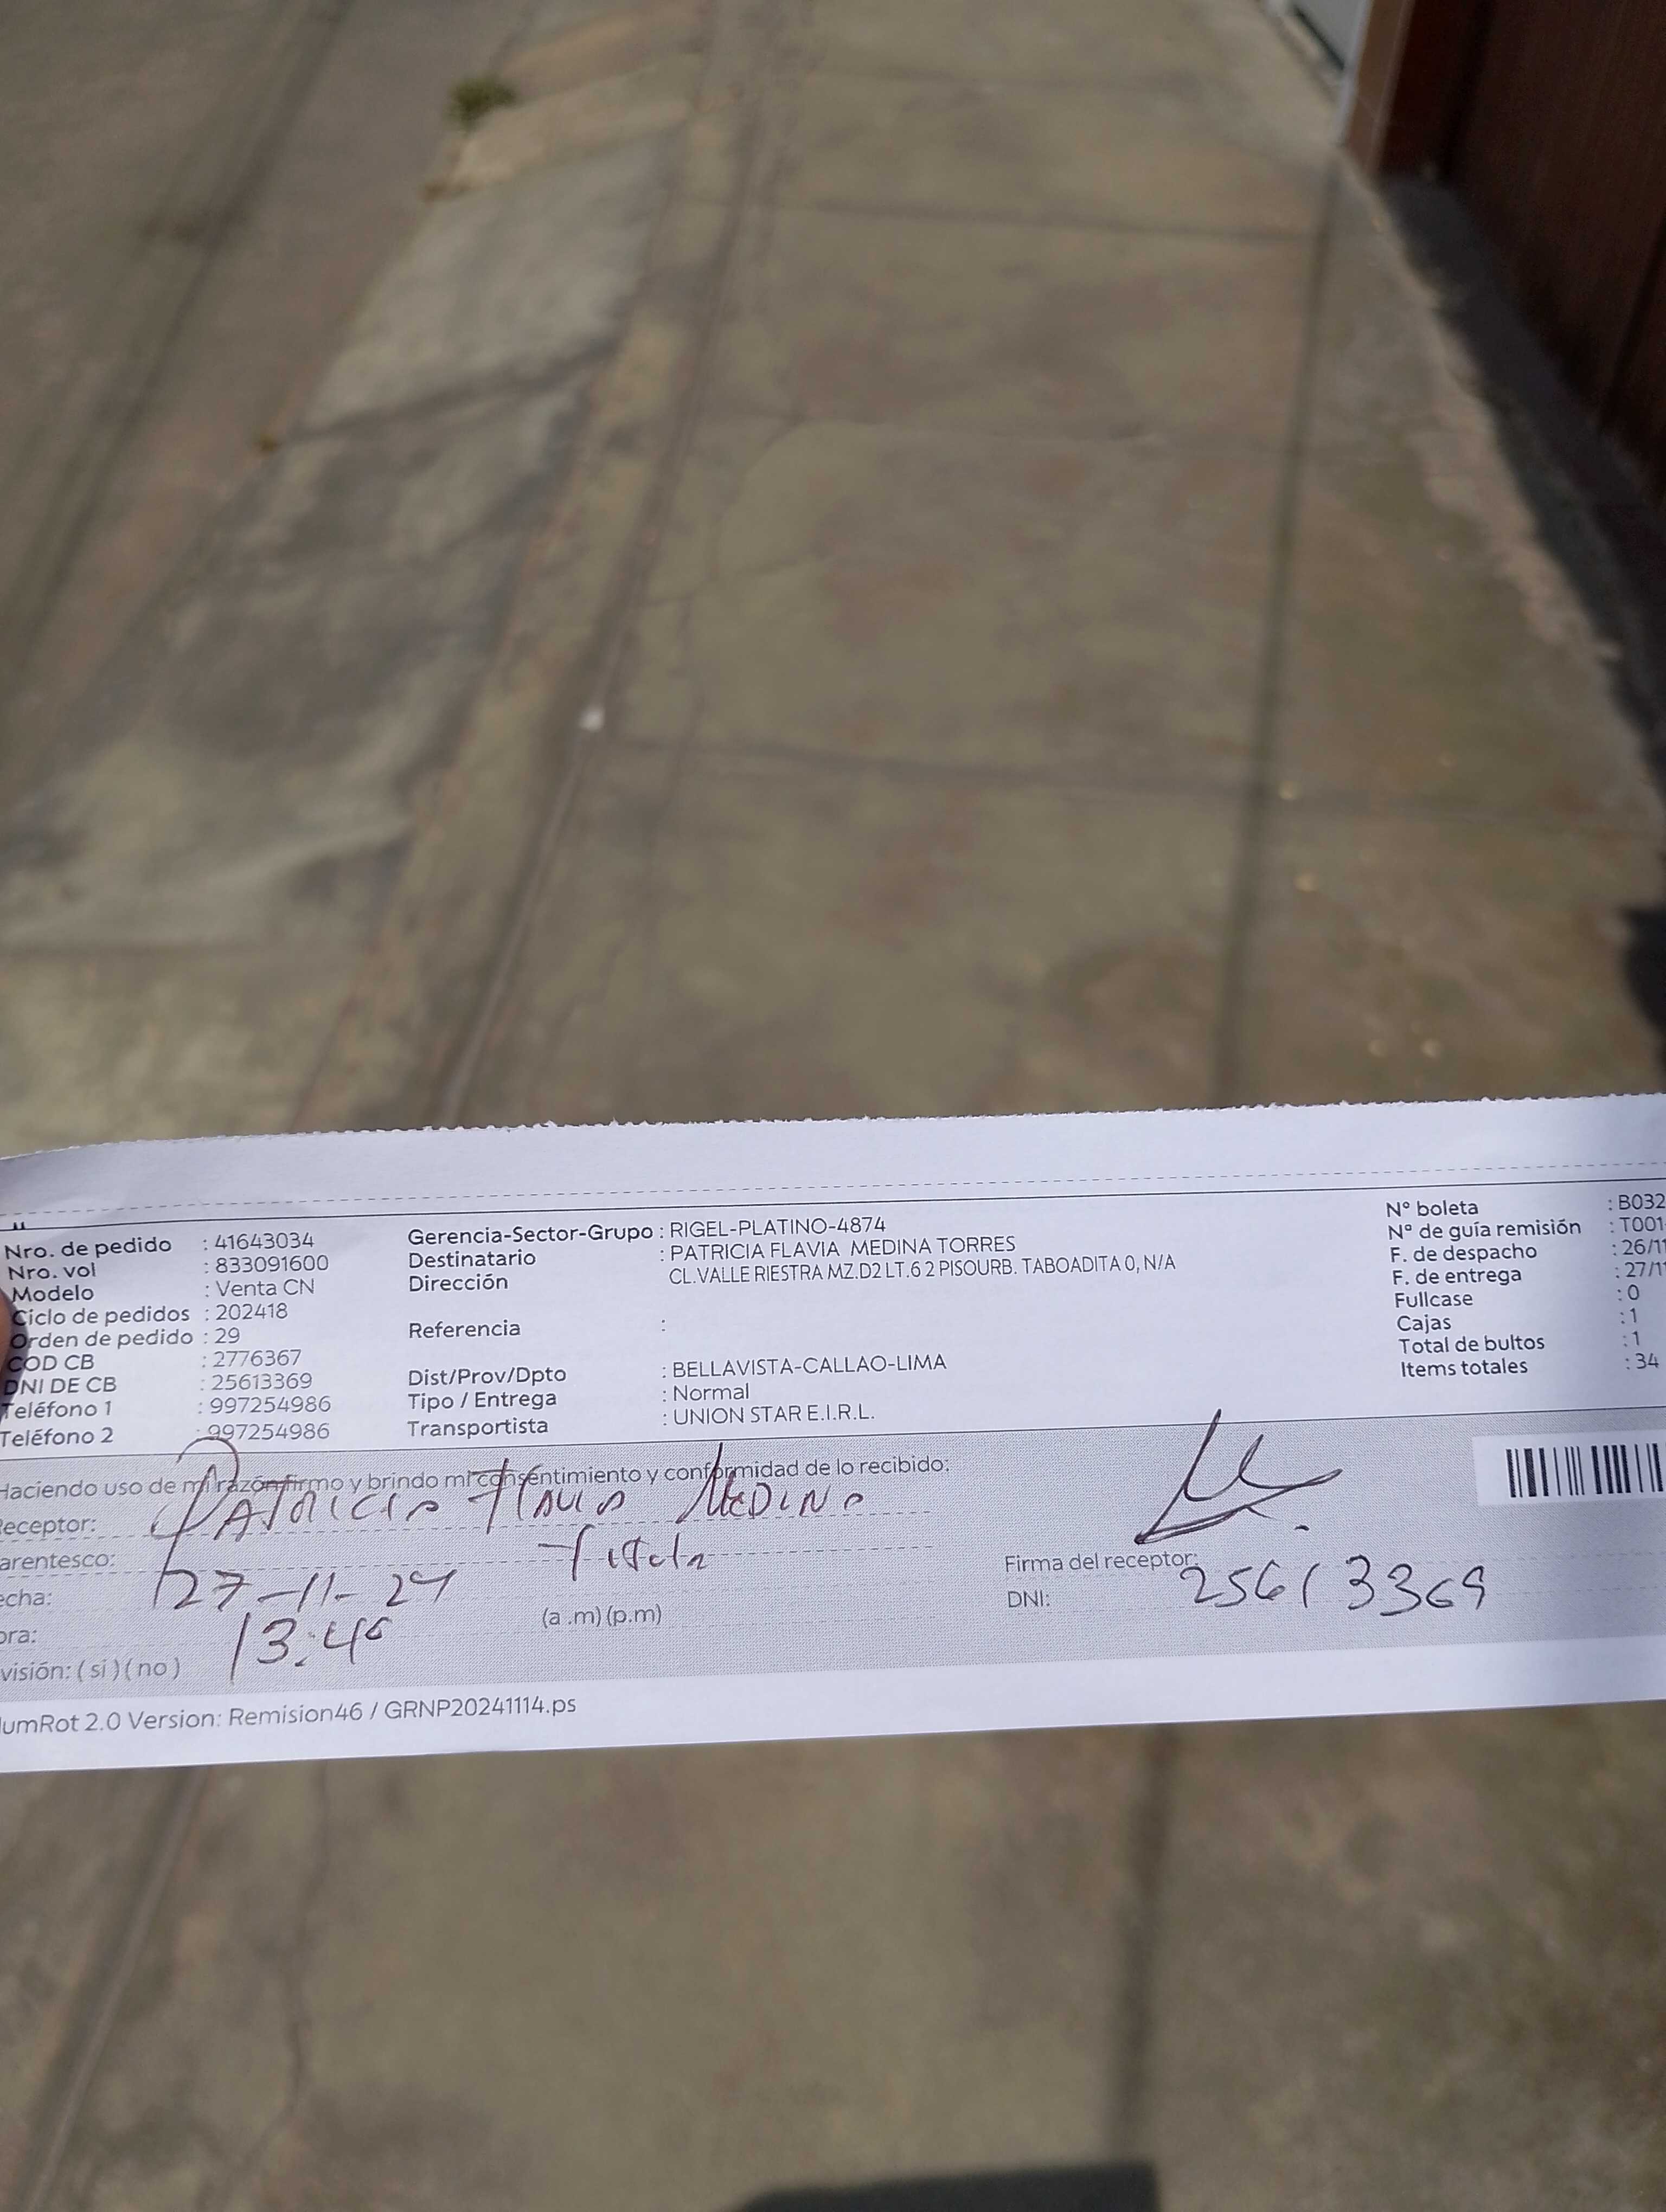 Nro. de pedido : 41643034
Nro. vol : 833091600
Modelo : Venta CN
Ciclo de pedidos : 202418
Orden de pedido : 29
COD CB : 2776367
DNI DE CB : 25613369
Teléfono 1 : 997254986
Teléfono 2 : 997254986
Gerencia-Sector-Grupo : RIGEL-PLATINO-4874
Destinatario : PATRICIA FLAVIA MEDINA TORRES
Dirección CL.VALLE RIESTRA MZ.D2 LT.6 2 PISOURB. TABOADITA 0, N/A
Referencia :
Dist/Prov/Dpto : BELLAVISTA-CALLAO-LIMA
Tipo / Entrega : Normal
Transportista : UNION STAR E.I.R.L.
N° boleta : B032
N° de guía remisión : T001-
F. de despacho : 26/11
F. de entrega : 27/11
Fullcase : 0
Cajas : 1
Total de bultos : 1
Items totales : 34
Haciendo uso de mi razón firmo y brindo mi consentimiento y conformidad de lo recibido:
Receptor: Patricia Flavia Medina
arentesco: Titular
echa: 27-11-24
ora: 13:40 (a.m) (p.m)
visión: ( si ) ( no )
Firma del receptor:
DNI: 25613369
umRot 2.0 Version: Remision46 / GRNP20241114.ps